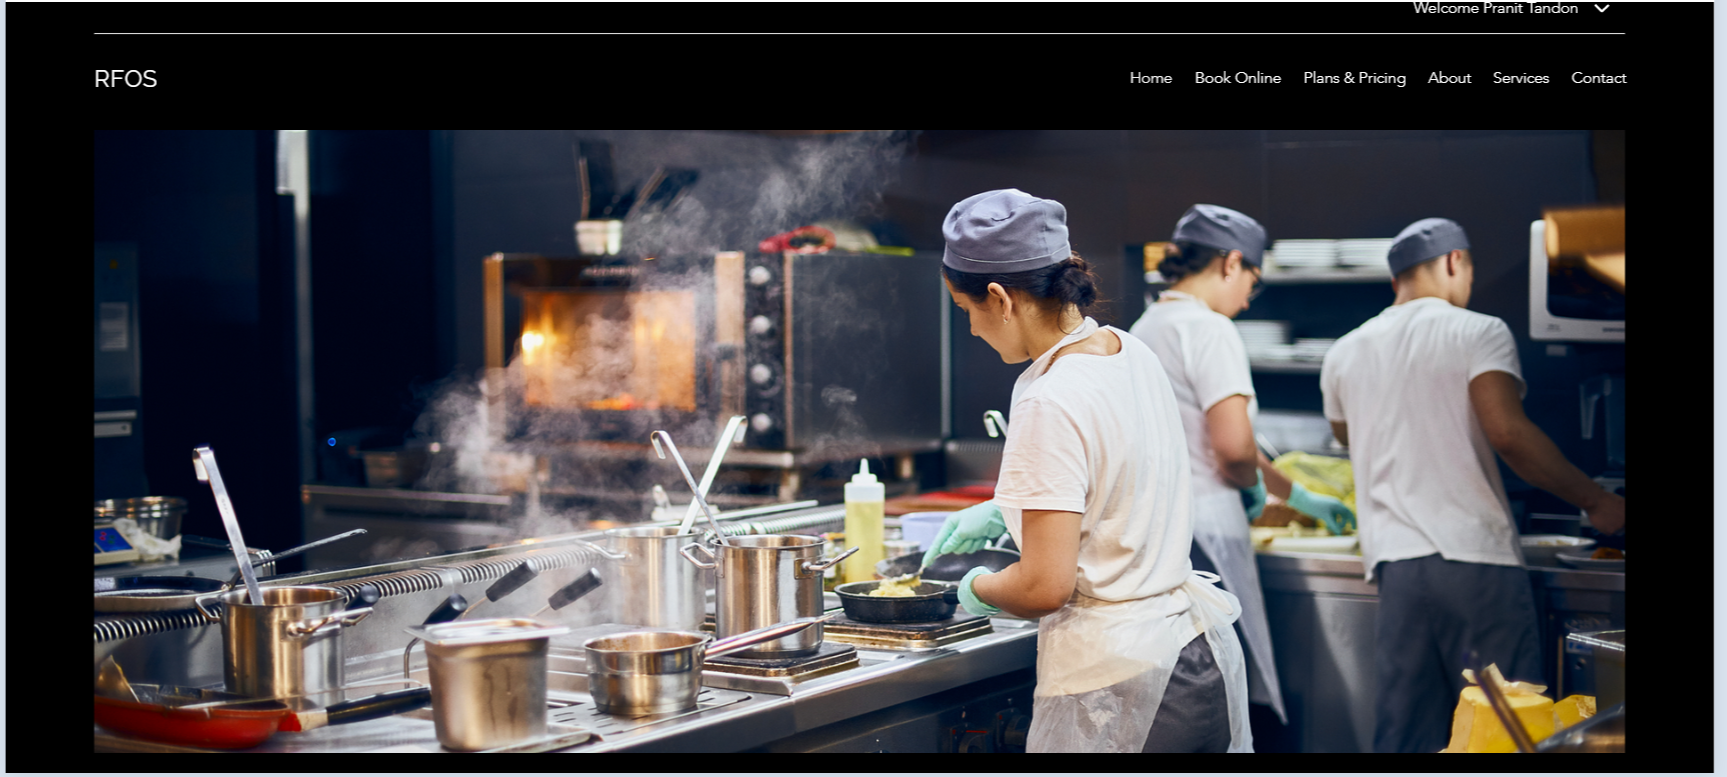 Welcome Pranit Tandon
RFOS
Home Book Online Plans & Pricing About Services Contact